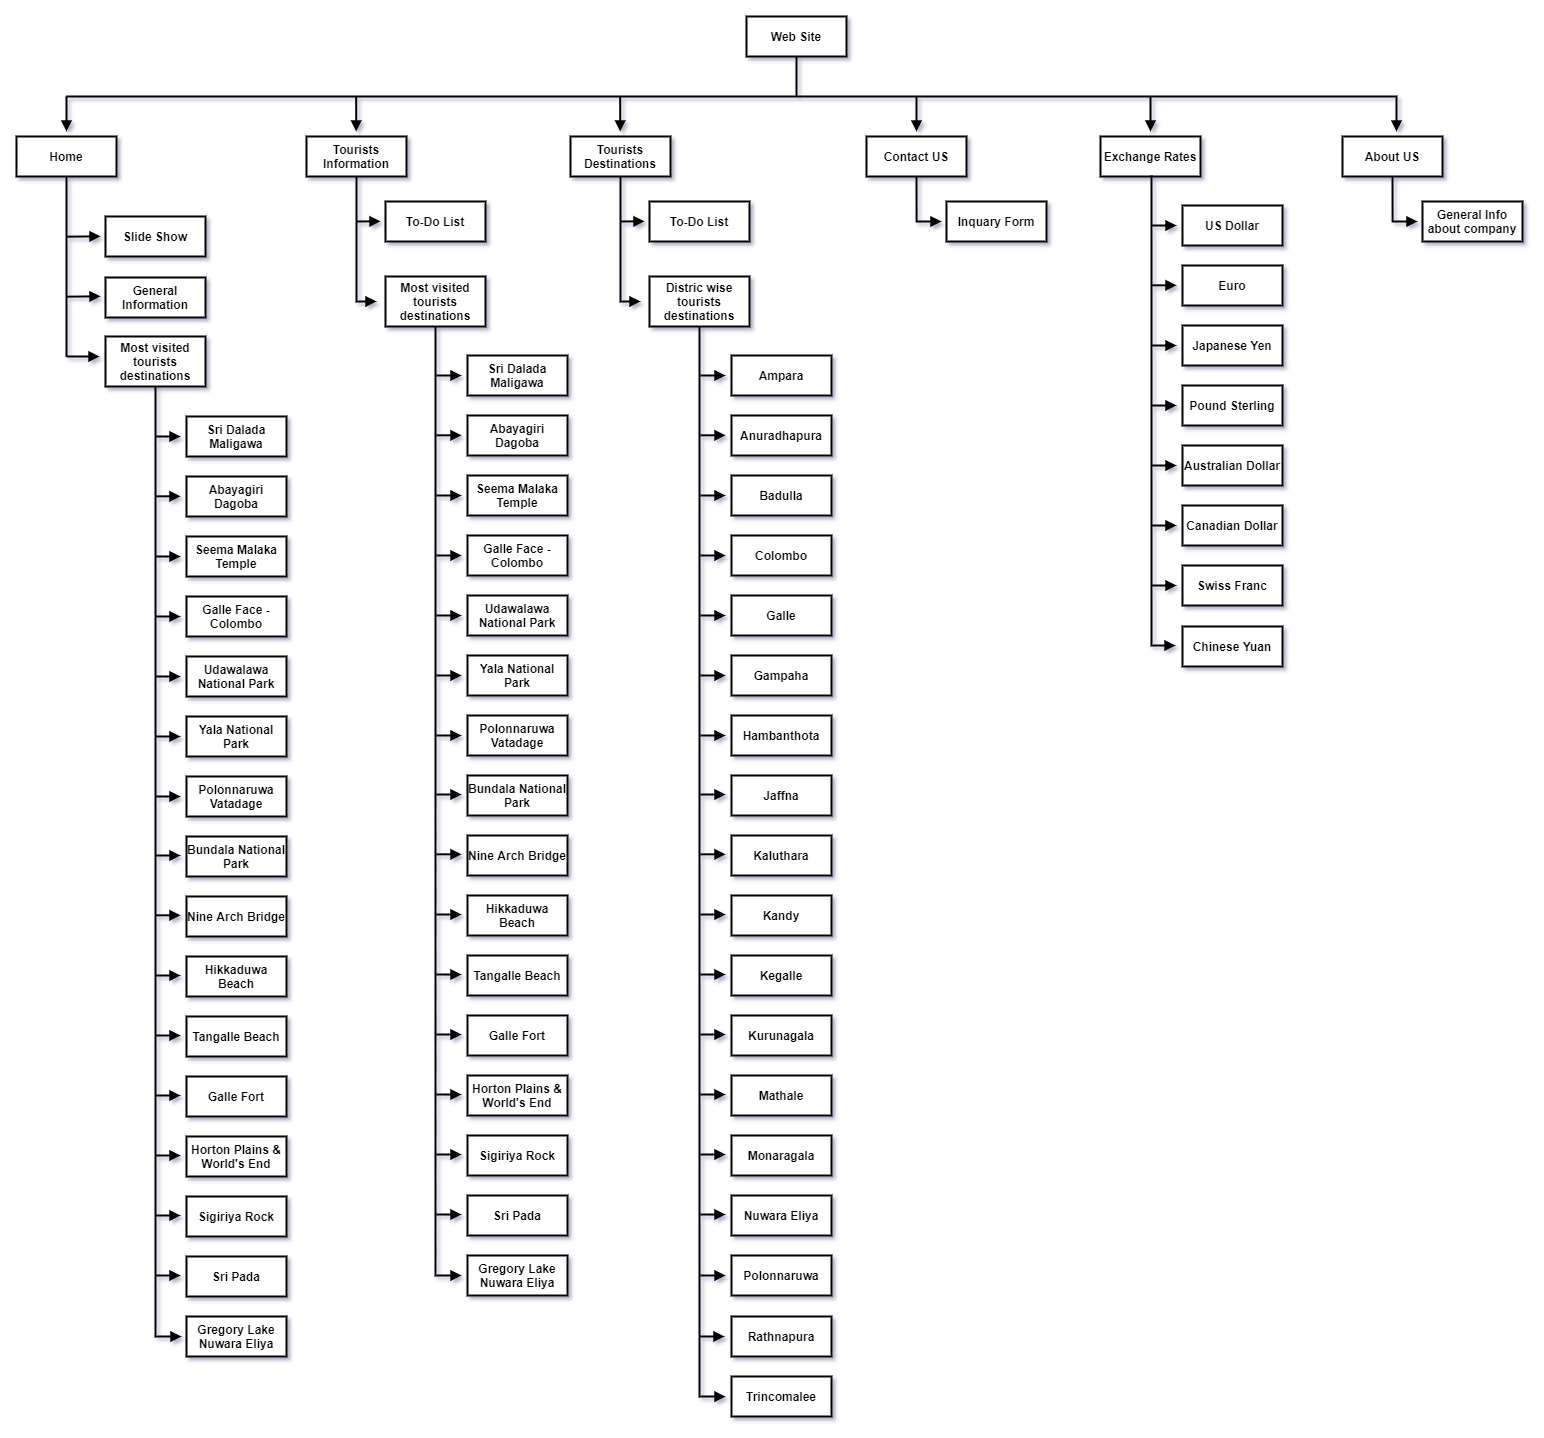 Web Site
Home
Tourists
Information
Tourists
Destinations
Contact US
Exchange Rates
About US
Slide Show
General
Information
Most visited
tourists
destinations
Sri Dalada
Maligawa
Abayagiri
Dagoba
Seema Malaka
Temple
Galle Face -
Colombo
Udawalawa
National Park
Yala National
Park
Polonnaruwa
Vatadage
Bundala National
Park
Nine Arch Bridge
Hikkaduwa
Beach
Tangalle Beach
Galle Fort
Horton Plains &
World's End
Sigiriya Rock
Sri Pada
Gregory Lake
Nuwara Eliya
To-Do List
Most visited
tourists
destinations
Sri Dalada
Maligawa
Abayagiri
Dagoba
Seema Malaka
Temple
Galle Face -
Colombo
Udawalawa
National Park
Yala National
Park
Polonnaruwa
Vatadage
Bundala National
Park
Nine Arch Bridge
Hikkaduwa
Beach
Tangalle Beach
Galle Fort
Horton Plains &
World's End
Sigiriya Rock
Sri Pada
Gregory Lake
Nuwara Eliya
To-Do List
Distric wise
tourists
destinations
Ampara
Anuradhapura
Badulla
Colombo
Galle
Gampaha
Hambanthota
Jaffna
Kaluthara
Kandy
Kegalle
Kurunagala
Mathale
Monaragala
Nuwara Eliya
Polonnaruwa
Rathnapura
Trincomalee
Inquary Form
US Dollar
Euro
Japanese Yen
Pound Sterling
Australian Dollar
Canadian Dollar
Swiss Franc
Chinese Yuan
General Info
about company